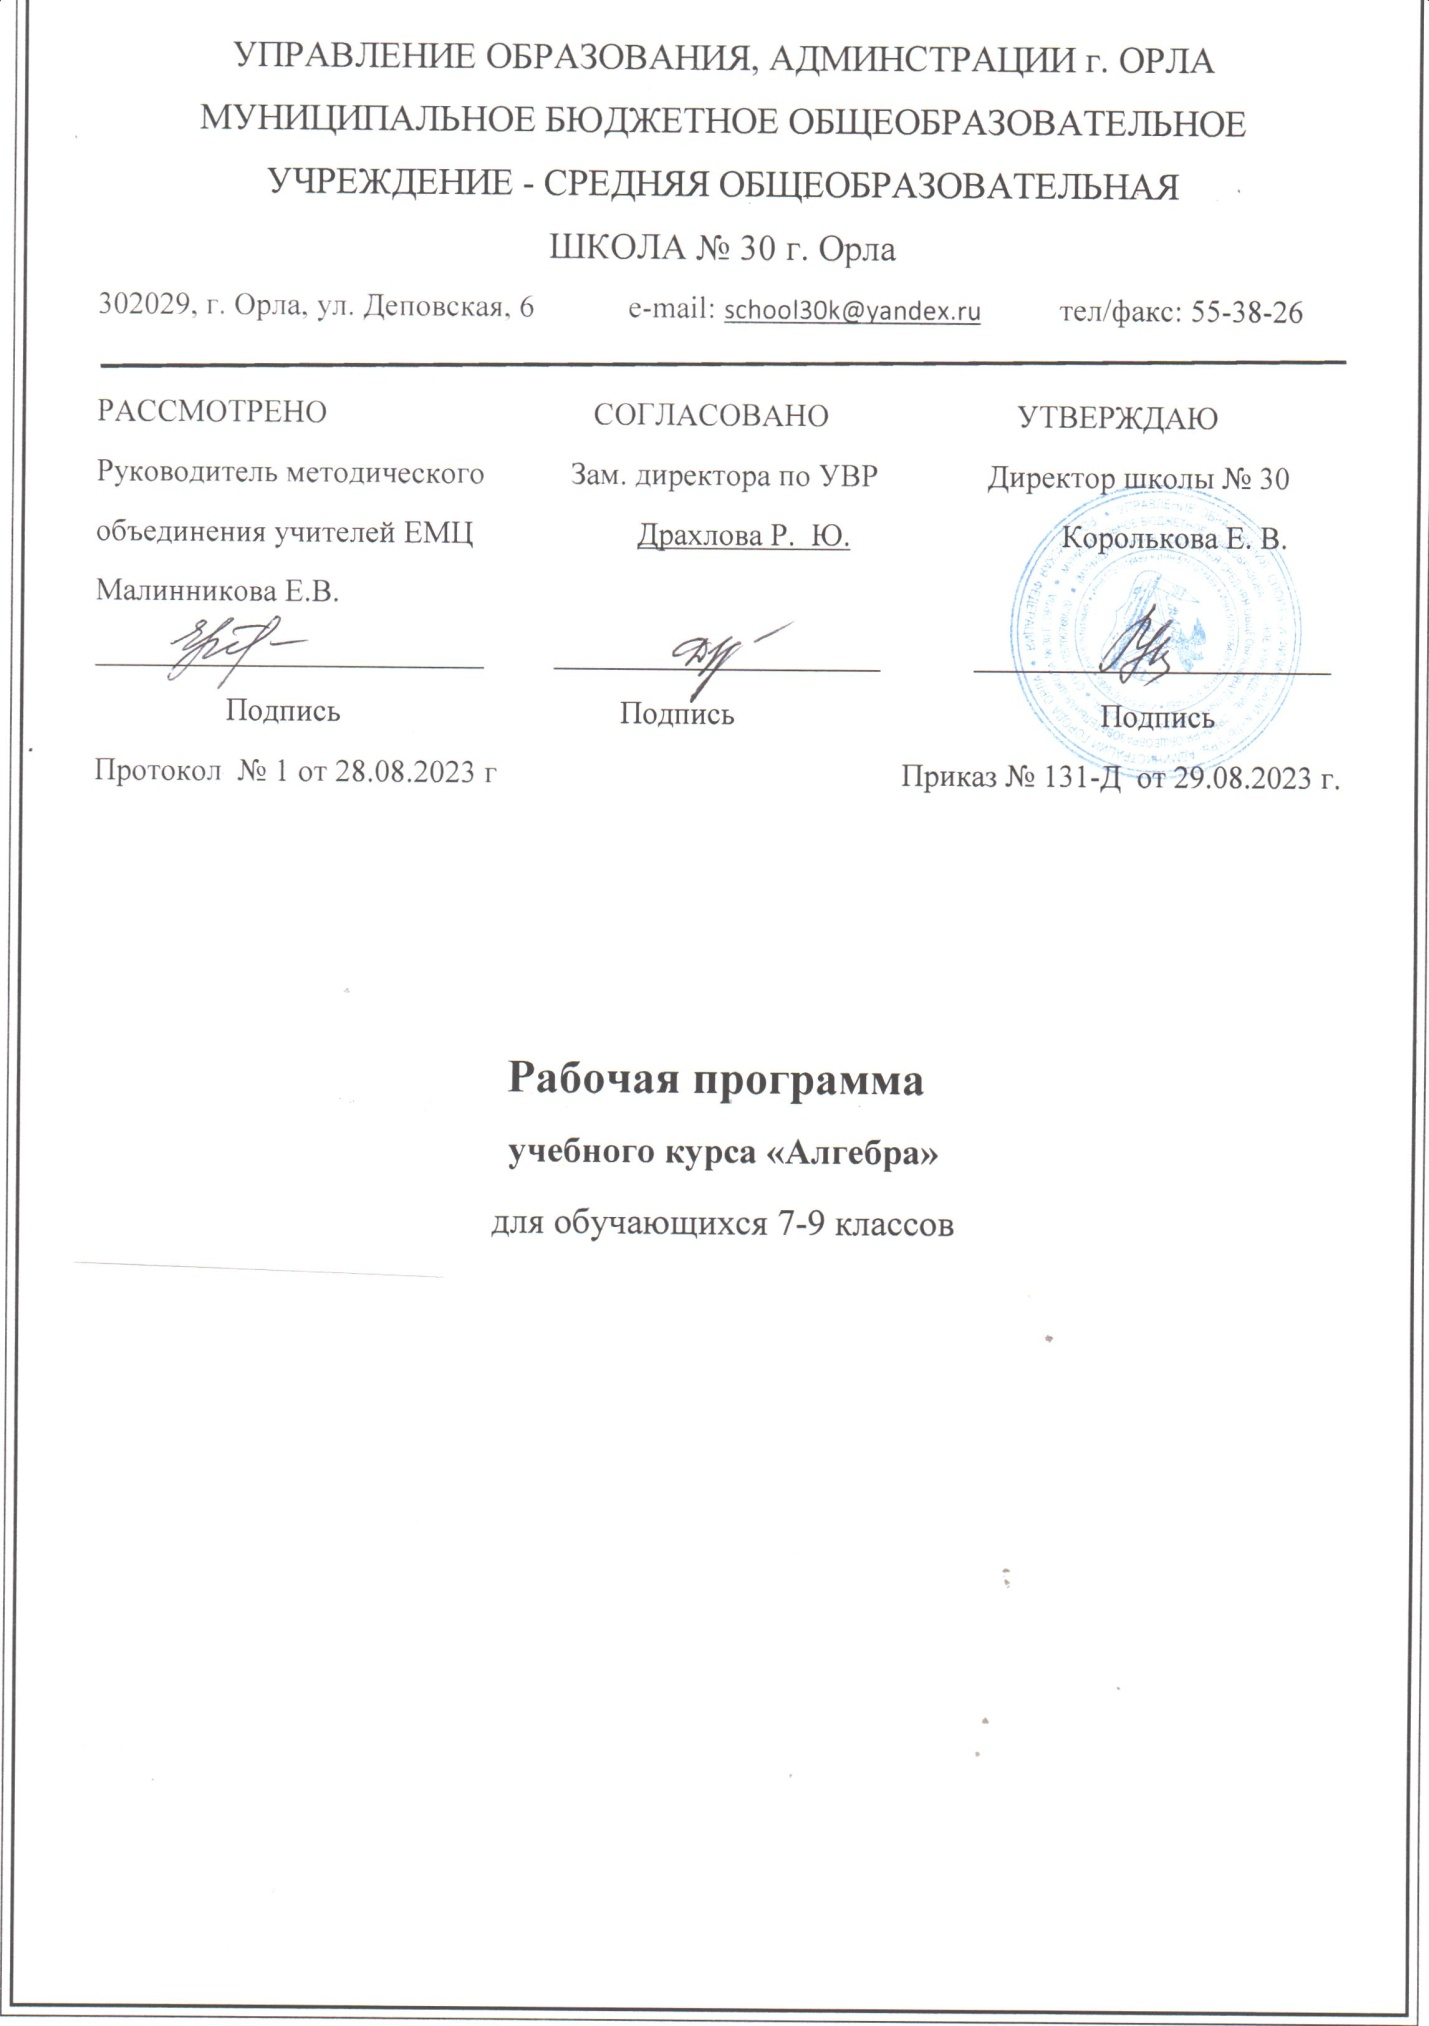 УПРАВЛЕНИЕ ОБРАЗОВАНИЯ, АДМИНСТРАЦИИ г. ОРЛА
МУНИЦИПАЛЬНОЕ БЮДЖЕТНОЕ ОБЩЕОБРАЗОВАТЕЛЬНОЕ
УЧРЕЖДЕНИЕ - СРЕДНЯЯ ОБЩЕОБРАЗОВАТЕЛЬНАЯ
ШКОЛА № 30 г. Орла
302029, г. Орла, ул. Деповская, 6 e-mail: school30k@yandex.ru тел/факс: 55-38-26
РАССМОТРЕНО СОГЛАСОВАНО УТВЕРЖДАЮ
Руководитель методического Зам. директора по УВР Директор школы № 30
объединения учителей ЕМЦ Драхлова Р. Ю. Королькова Е. В.
Малинникова Е.В.
Подпись Подпись Подпись
Протокол № 1 от 28.08.2023 г Приказ № 131-Д от 29.08.2023 г.
Рабочая программа
учебного курса «Алгебра»
для обучающихся 7-9 классов